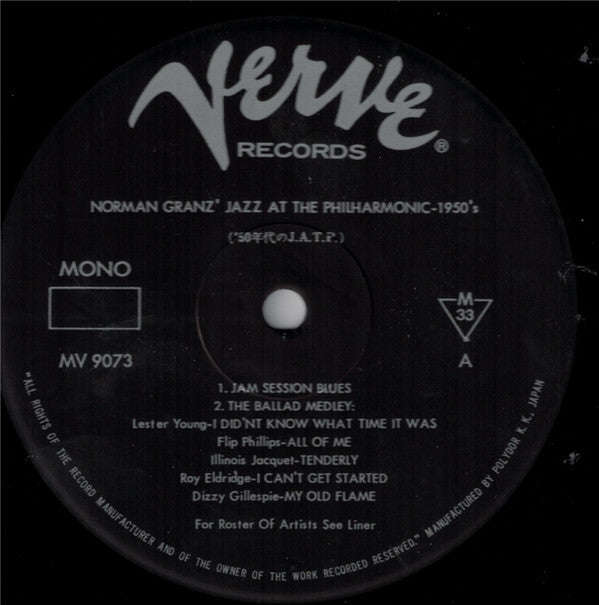 VERVE®
RECORDS
NORMAN GRANZ' JAZZ AT THE PHILHARMONIC-1950's
('50年代のJ.A.T.P.)
MONO
MV 9073
M
33
A
1. JAM SESSION BLUES
2. THE BALLAD MEDLEY:
Lester Young-I DID'NT KNOW WHAT TIME IT WAS
Flip Phillips-ALL OF ME
Illinois Jacquet-TENDERLY
Roy Eldridge-I CAN'T GET STARTED
Dizzy Gillespie-MY OLD FLAME
For Roster Of Artists See Liner
"ALL RIGHTS OF THE RECORD MANUFACTURER AND OF THE OWNER OF THE WORK RECORDED RESERVED." MANUFACTURED BY POLYDOR K. K. JAPAN